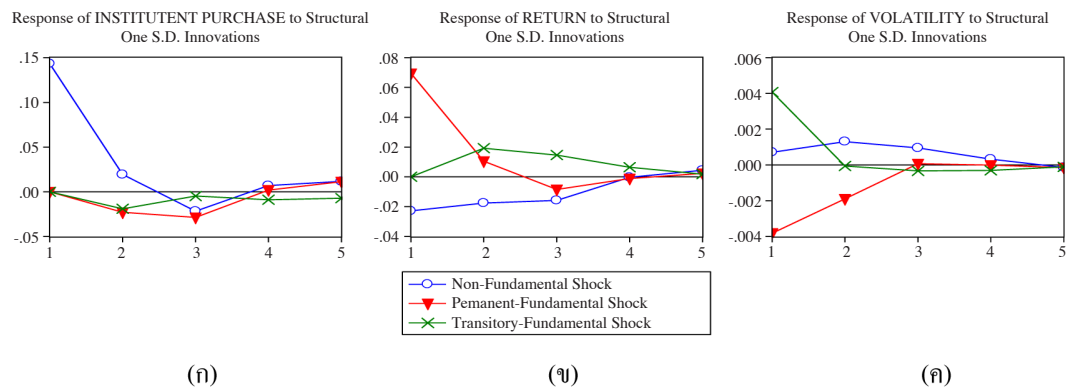 Response of INSTITUTENT PURCHASE to Structural
One S.D. Innovations
.15
.10
.05
.00
-.05
1 2 3 4 5
Response of RETURN to Structural
One S.D. Innovations
.08
.06
.04
.02
.00
-.02
-.04
1 2 3 4 5
Response of VOLATILITY to Structural
One S.D. Innovations
.006
.004
.002
.000
-.002
-.004
1 2 3 4 5
Non-Fundamental Shock
Pemanent-Fundamental Shock
Transitory-Fundamental Shock
(ก)
(ข)
(ค)